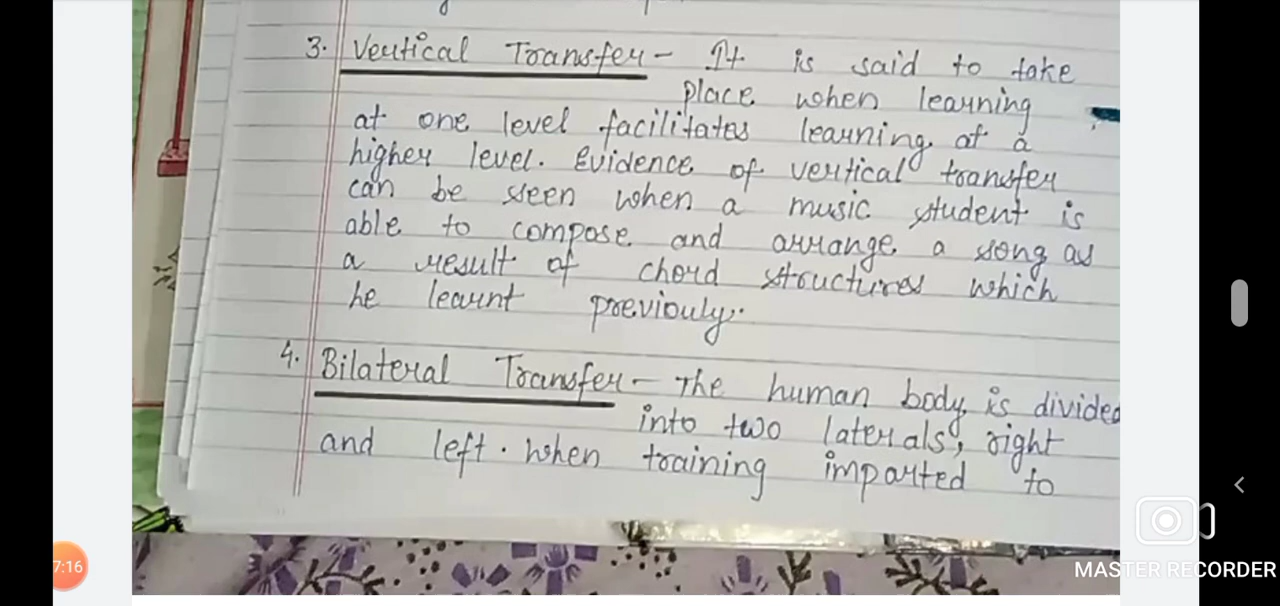 3. Vertical Transfer - It is said to take
place when learning
at one level facilitates learning at a
higher level. Evidence of vertical transfer
can be seen when a music student is
able to compose and arrange a song as
a result of chord structures which
he learnt previouly.
4. Bilateral Transfer - The human body is divided
into two laterals, right
and left. When training imparted to
7:16
MASTER RECORDER